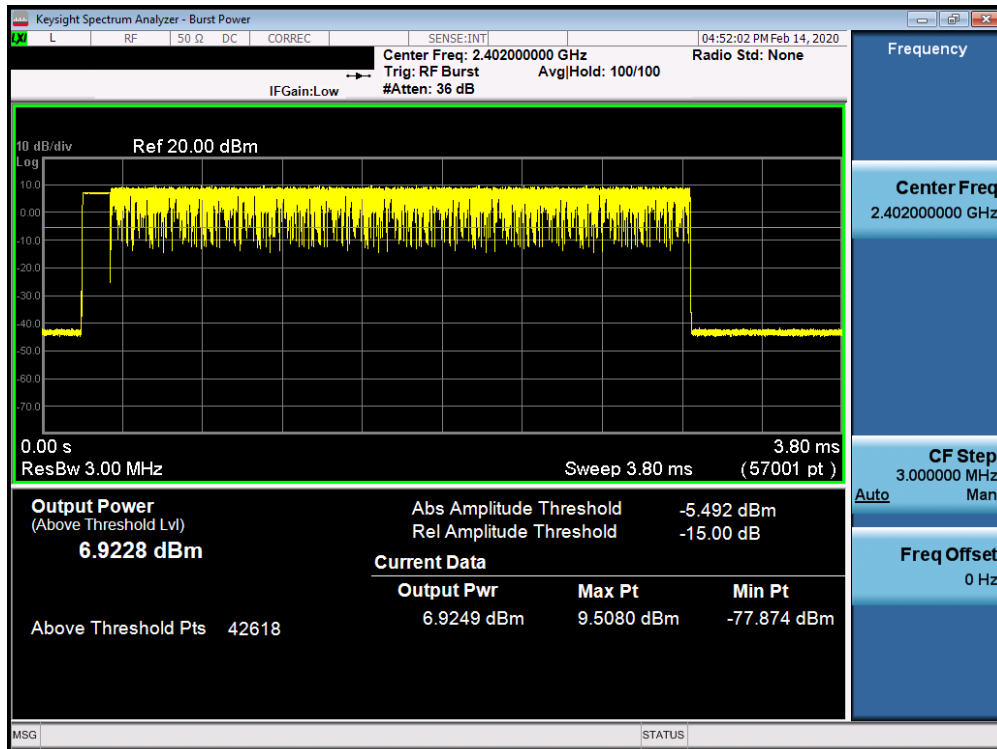 Keysight Spectrum Analyzer - Burst Power
LXI L RF 50 Ω DC CORREC SENSE:INT 04:52:02 PM Feb 14, 2020
Center Freq: 2.402000000 GHz Radio Std: None
Trig: RF Burst Avg|Hold: 100/100
IFGain:Low #Atten: 36 dB
10 dB/div Ref 20.00 dBm
Log
10.0
0.00
-10.0
-20.0
-30.0
-40.0
-50.0
-60.0
-70.0
0.00 s 3.80 ms
ResBw 3.00 MHz Sweep 3.80 ms (57001 pt )
Output Power
(Above Threshold Lvl)
6.9228 dBm
Above Threshold Pts 42618
Abs Amplitude Threshold -5.492 dBm
Rel Amplitude Threshold -15.00 dB
Current Data
Output Pwr Max Pt Min Pt
6.9249 dBm 9.5080 dBm -77.874 dBm
Frequency
Center Freq
2.402000000 GHz
CF Step
3.000000 MHz
Auto Man
Freq Offset
0 Hz
MSG STATUS